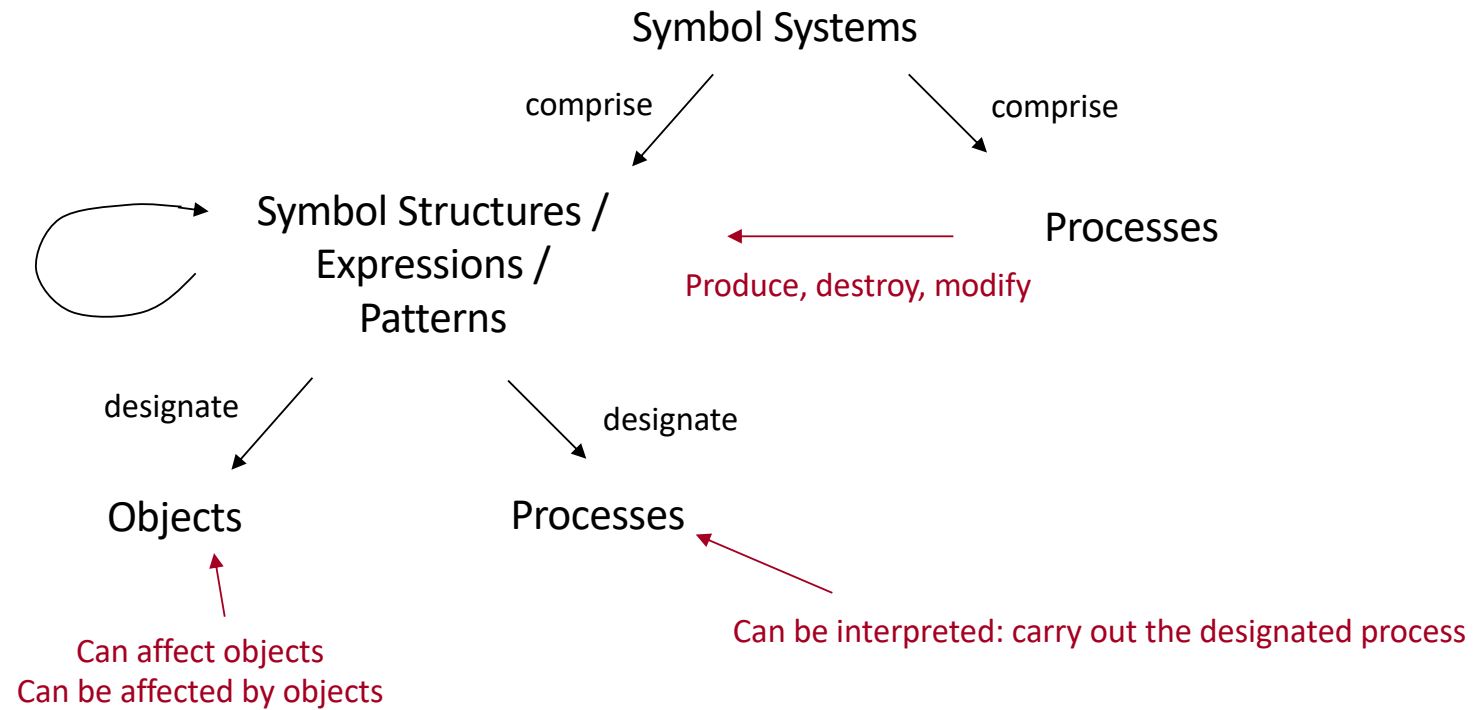 Symbol Systems
comprise
comprise
Symbol Structures /
Expressions /
Patterns
Processes
Produce, destroy, modify
designate
designate
Objects
Processes
Can affect objects
Can be affected by objects
Can be interpreted: carry out the designated process